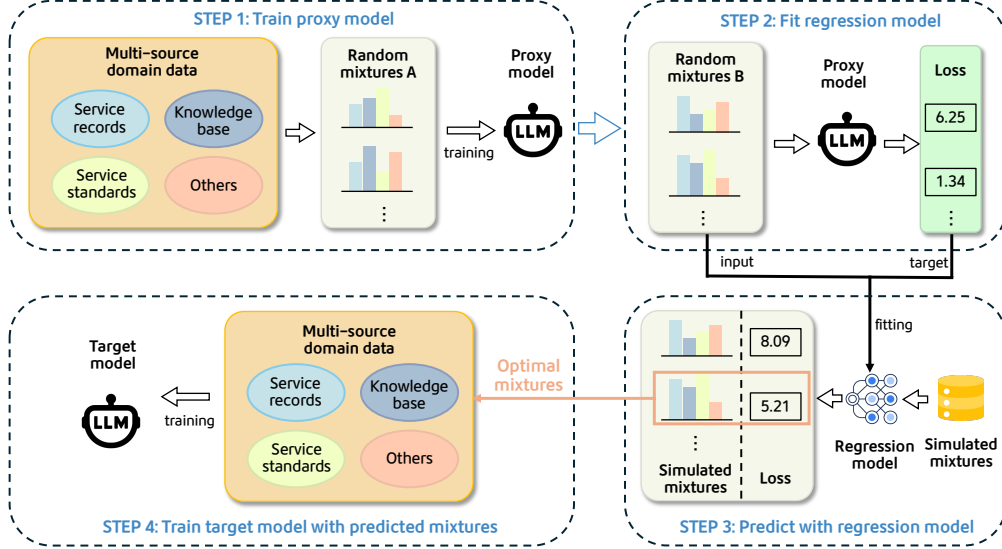 STEP 1: Train proxy model
Multi-source
domain data
Service
records
Knowledge
base
Service
standards
Others
Random
mixtures A
⋮
training
Proxy
model
LLM
STEP 2: Fit regression model
Random
mixtures B
⋮
Proxy
model
LLM
Loss
6.25
1.34
⋮
input
target
fitting
Regression
model
Simulated
mixtures
8.09
5.21
⋮
Simulated
mixtures
Loss
STEP 3: Predict with regression model
Optimal
mixtures
Multi-source
domain data
Service
records
Knowledge
base
Service
standards
Others
training
Target
model
LLM
STEP 4: Train target model with predicted mixtures